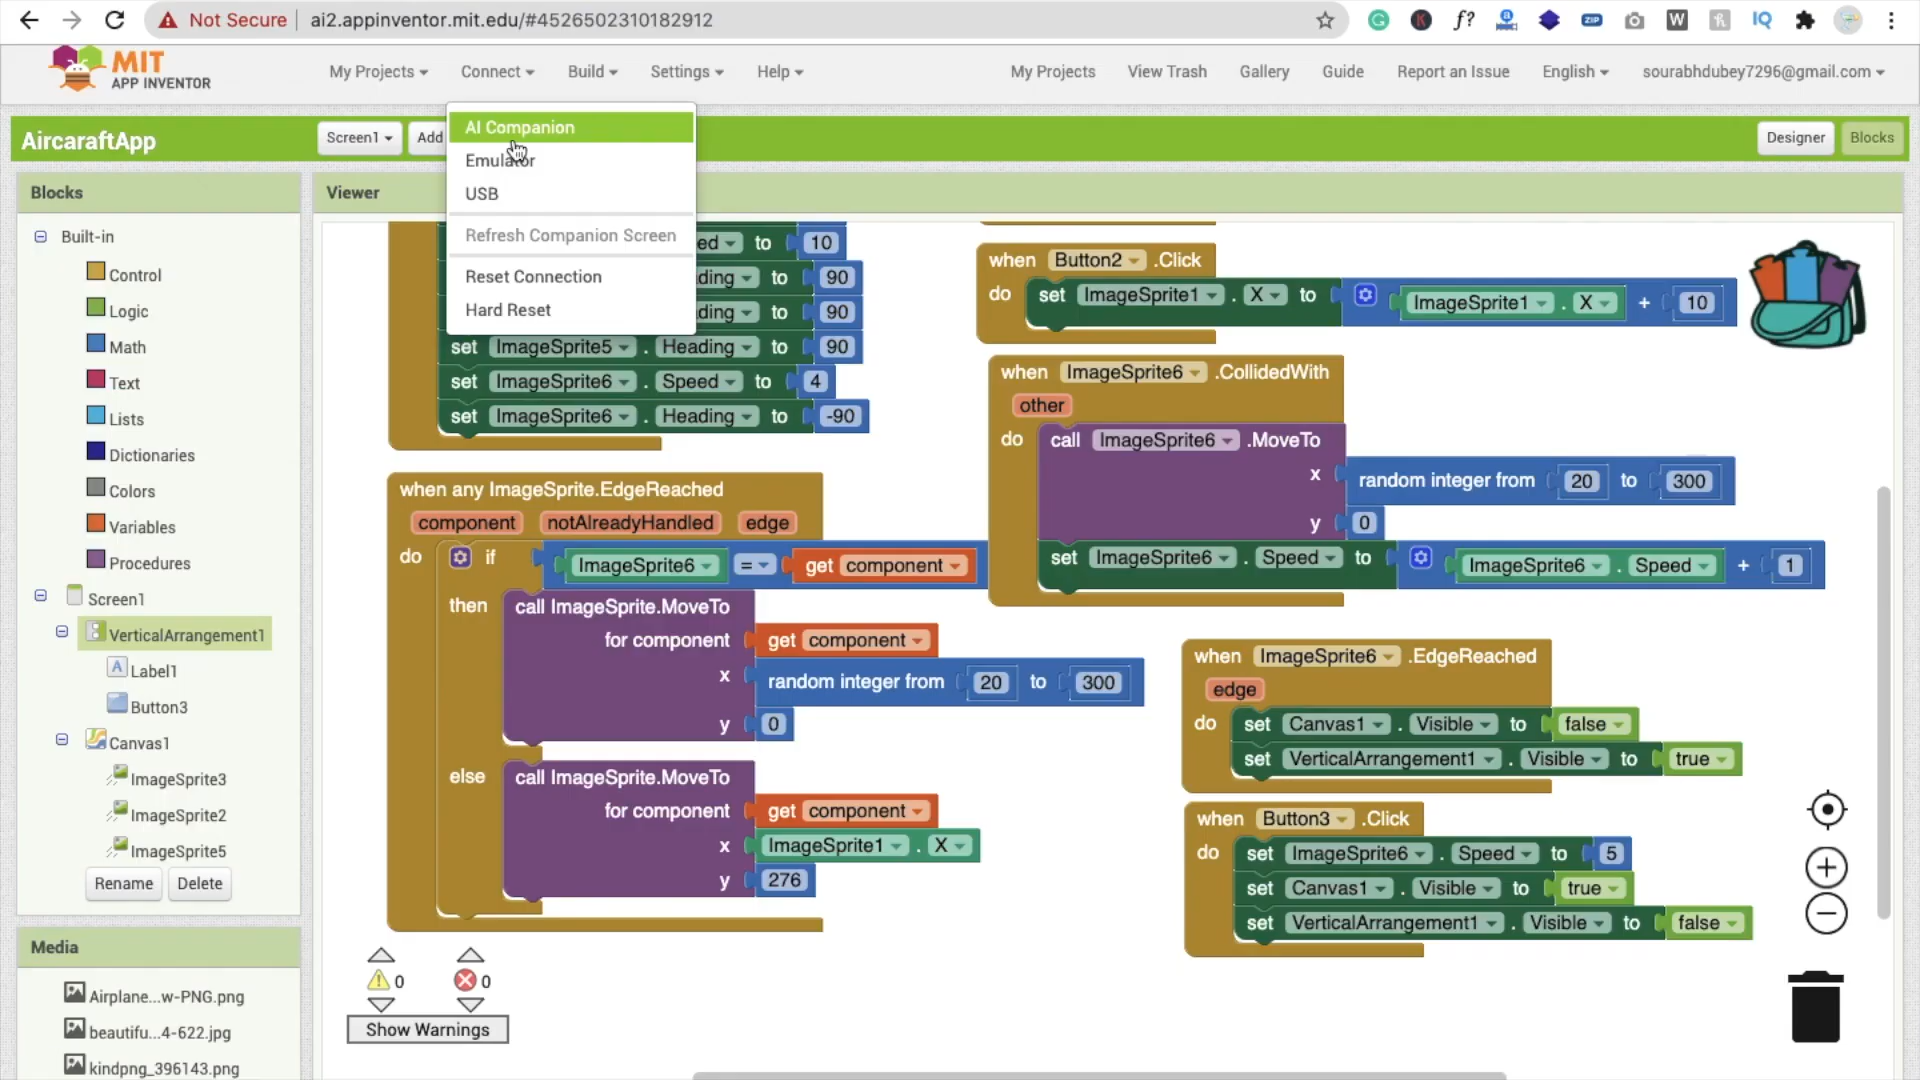 Not Secure
ai2.appinventor.mit.edu/#4526502310182912
MIT
APP INVENTOR
My Projects
Connect
Build
Settings
Help
My Projects
View Trash
Gallery
Guide
Report an Issue
English
sourabhdubey7296@gmail.com
AircaraftApp
Screen1
Add
AI Companion
Emulator
USB
Refresh Companion Screen
Reset Connection
Hard Reset
Designer
Blocks
Blocks
Viewer
Built-in
Control
Logic
Math
Text
Lists
Dictionaries
Colors
Variables
Procedures
Screen1
VerticalArrangement1
Label1
Button3
Canvas1
ImageSprite3
ImageSprite2
ImageSprite5
Rename
Delete
Media
Airplane...w-PNG.png
beautifu...4-622.jpg
kindpng_396143.png
ed to 10
ding to 90
ding to 90
set ImageSprite5 . Heading to 90
set ImageSprite6 . Speed to 4
set ImageSprite6 . Heading to -90
when any ImageSprite.EdgeReached
component notAlreadyHandled edge
do if ImageSprite6 = get component
then call ImageSprite.MoveTo
for component get component
x random integer from 20 to 300
y 0
else call ImageSprite.MoveTo
for component get component
x ImageSprite1 . X
y 276
when Button2 .Click
do set ImageSprite1 . X to ImageSprite1 . X + 10
when ImageSprite6 .CollidedWith
other
do call ImageSprite6 .MoveTo
x random integer from 20 to 300
y 0
set ImageSprite6 . Speed to ImageSprite6 . Speed + 1
when ImageSprite6 .EdgeReached
edge
do set Canvas1 . Visible to false
set VerticalArrangement1 . Visible to true
when Button3 .Click
do set ImageSprite6 . Speed to 5
set Canvas1 . Visible to true
set VerticalArrangement1 . Visible to false
0
0
Show Warnings